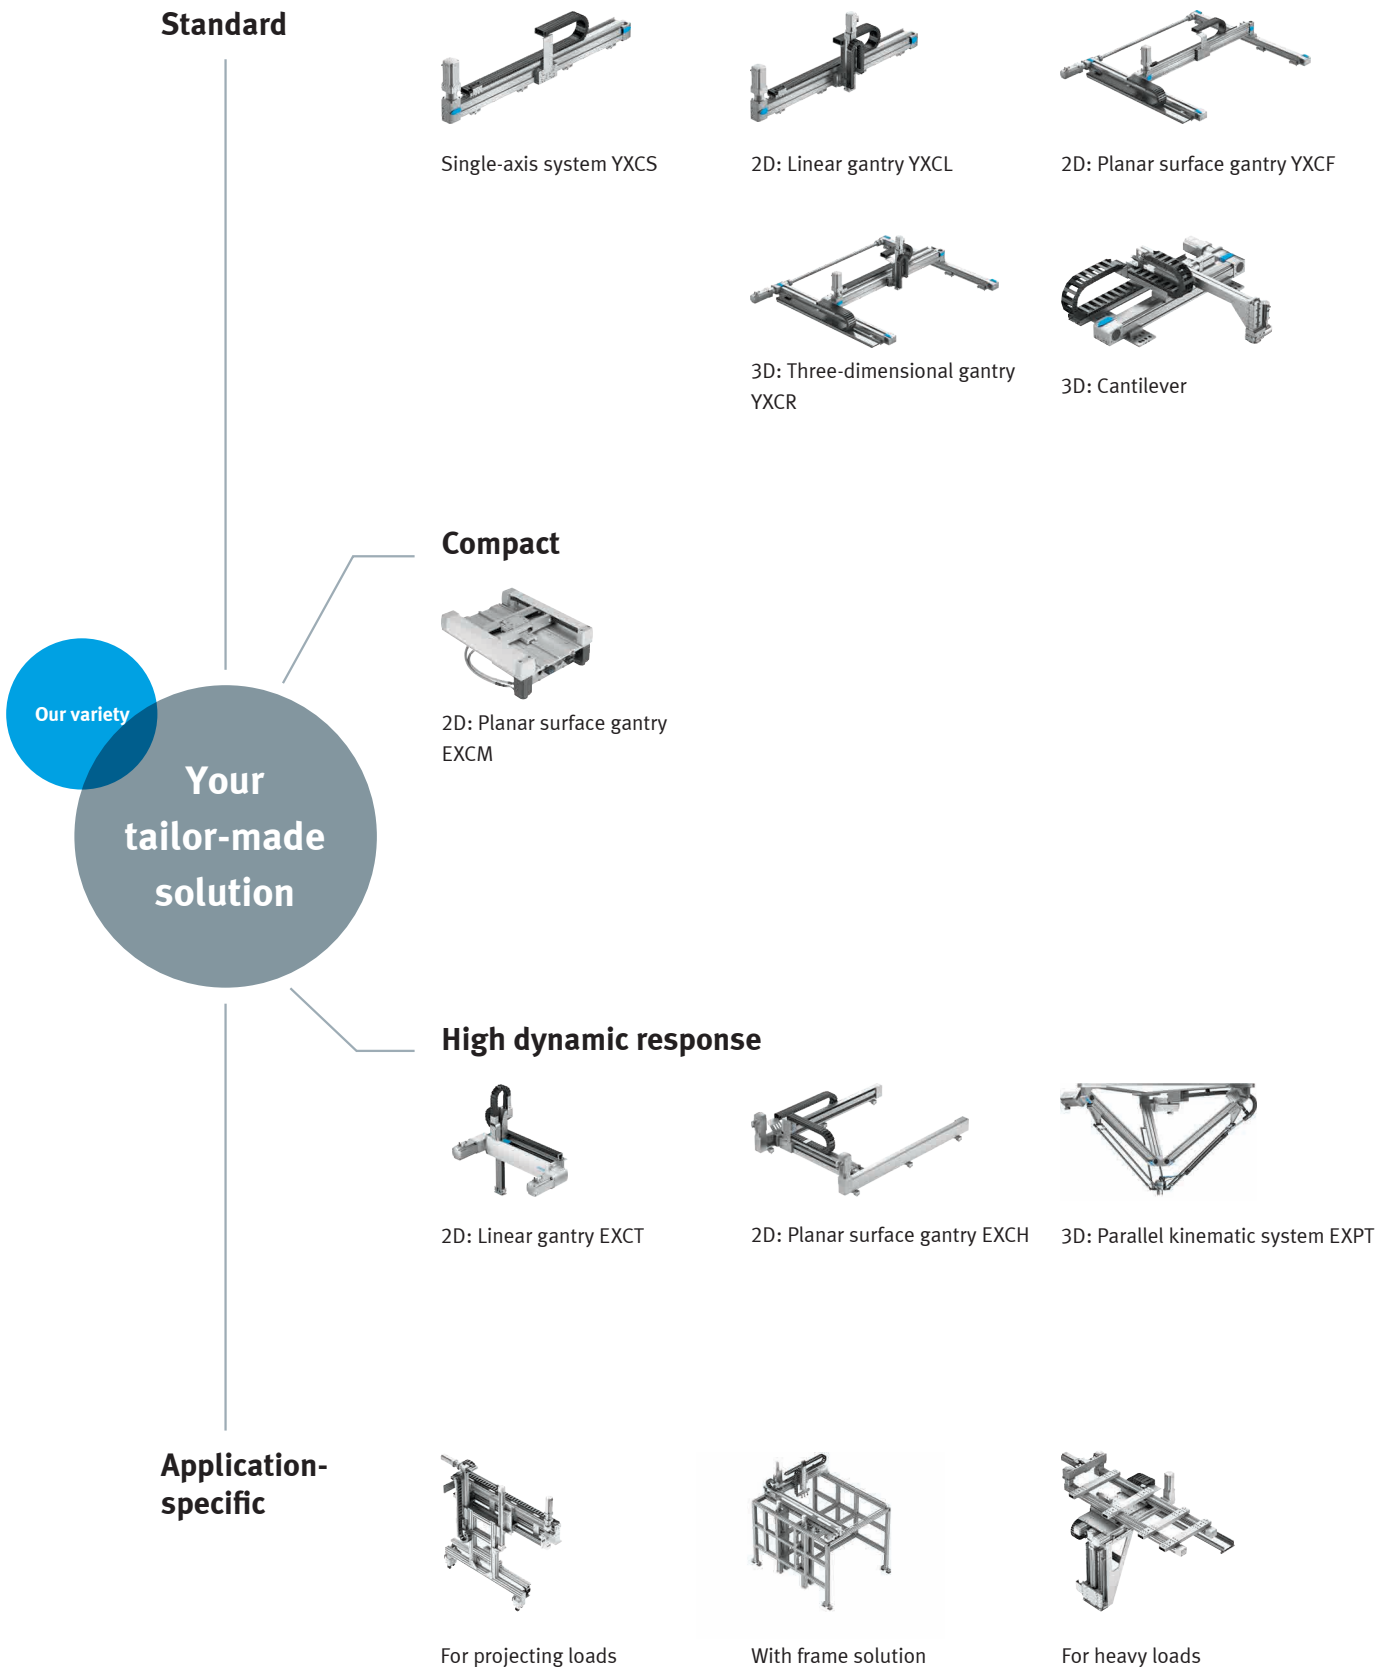 Standard
Single-axis system YXCS
2D: Linear gantry YXCL
2D: Planar surface gantry YXCF
3D: Three-dimensional gantry
YXCR
3D: Cantilever
Compact
2D: Planar surface gantry
EXCM
Our variety
Your
tailor-made
solution
High dynamic response
2D: Linear gantry EXCT
2D: Planar surface gantry EXCH
3D: Parallel kinematic system EXPT
Application-
specific
For projecting loads
With frame solution
For heavy loads